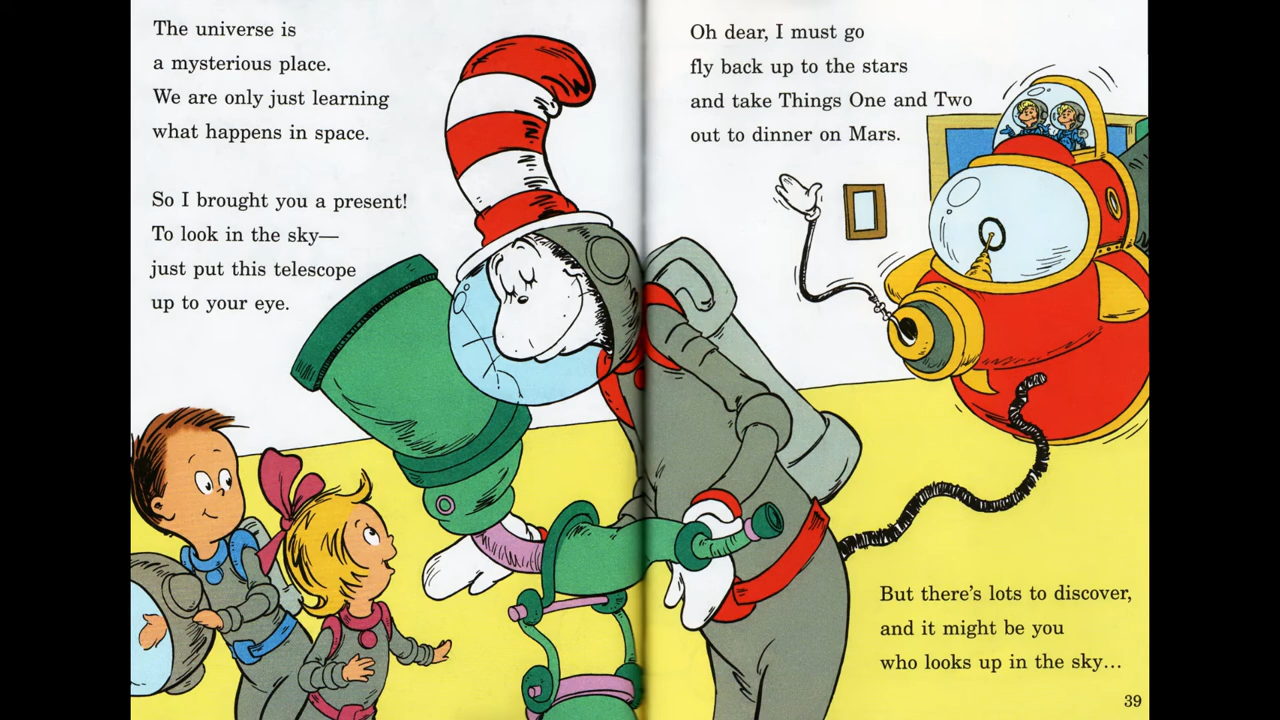 The universe is
a mysterious place.
We are only just learning
what happens in space.
So I brought you a present!
To look in the sky—
just put this telescope
up to your eye.
Oh dear, I must go
fly back up to the stars
and take Things One and Two
out to dinner on Mars.
But there's lots to discover,
and it might be you
who looks up in the sky...
39